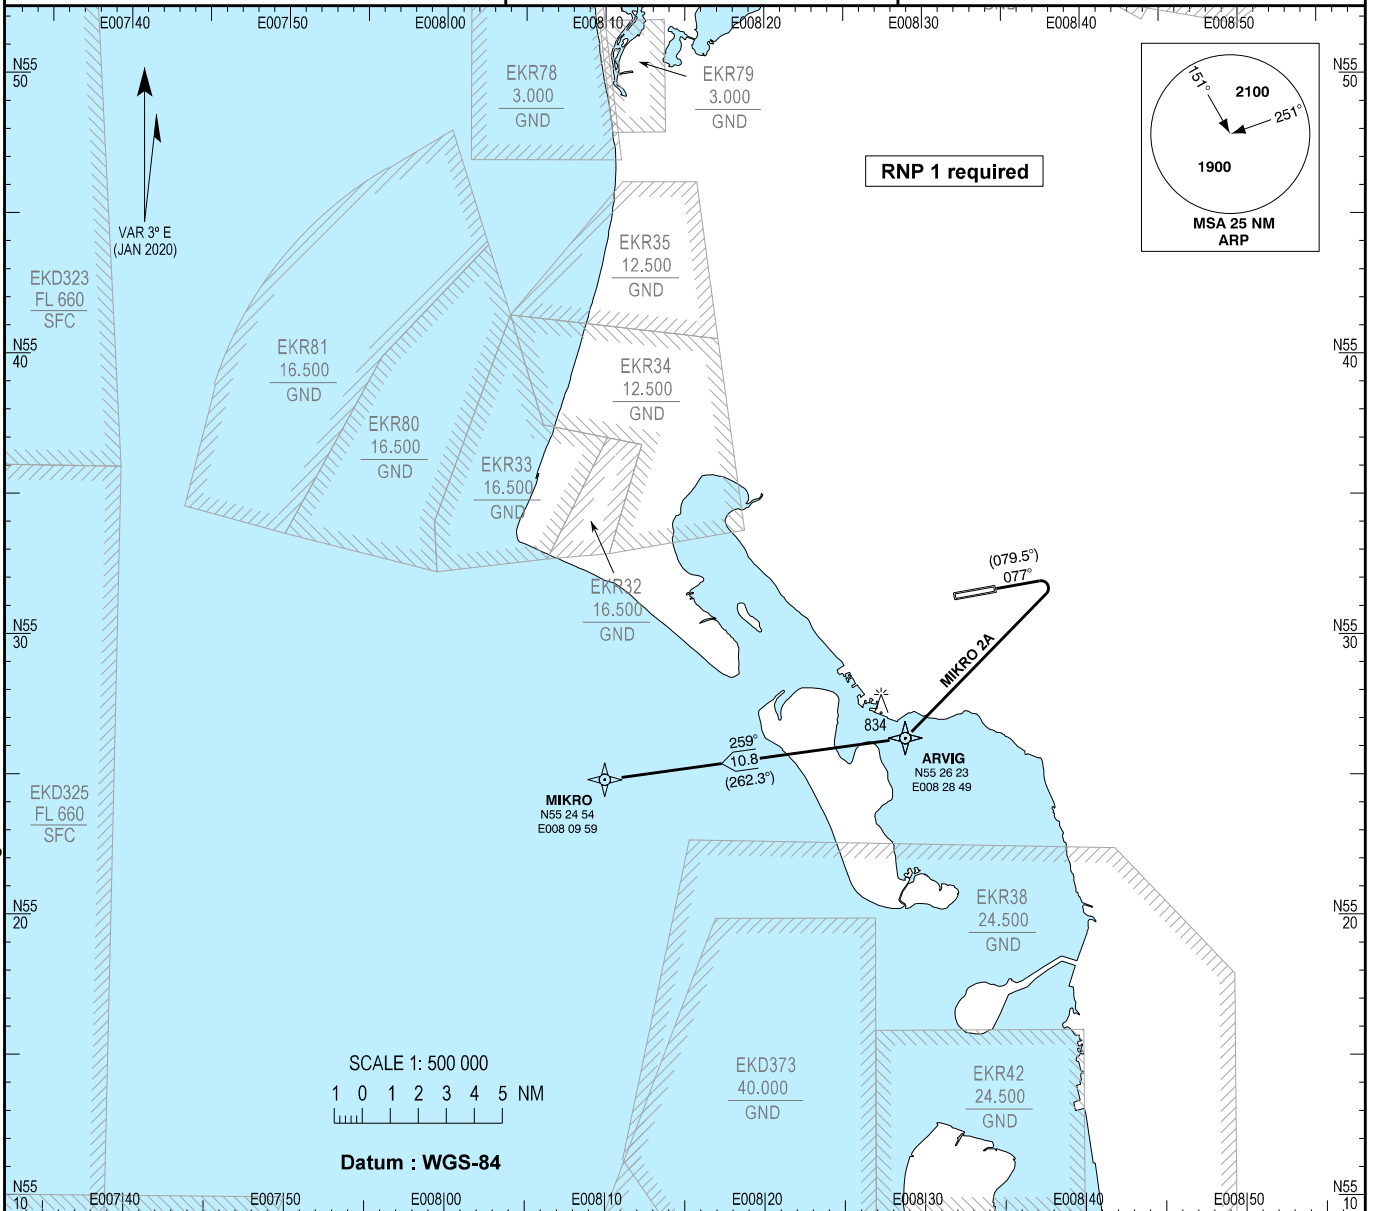 E007 40
E007 50
E008 00
E008 10
E008 20
E008 30
E008 40
E008 50
N55
50
N55
50
EKR78
3.000
GND
EKR79
3.000
GND
151°
2100
251°
1900
MSA 25 NM
ARP
RNP 1 required
VAR 3° E
(JAN 2020)
EKR35
12.500
GND
EKD323
FL 660
SFC
N55
40
N55
40
EKR81
16.500
GND
EKR34
12.500
GND
EKR80
16.500
GND
EKR33
16.500
GND
EKR32
16.500
GND
(079.5°)
077°
N55
30
N55
30
MIKRO 2A
834
259°
10.8
(262.3°)
ARVIG
N55 26 23
E008 28 49
MIKRO
N55 24 54
E008 09 59
EKD325
FL 660
SFC
EKR38
24.500
GND
N55
20
N55
20
SCALE 1: 500 000
1 0 1 2 3 4 5 NM
EKD373
40.000
GND
EKR42
24.500
GND
Datum : WGS-84
N55
10
N55
10
E007 40
E007 50
E008 00
E008 10
E008 20
E008 30
E008 40
E008 50